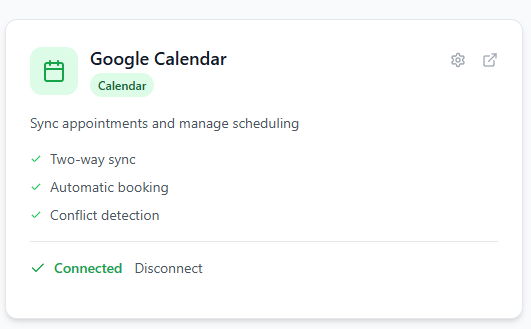 Google Calendar
Calendar
Sync appointments and manage scheduling
Two-way sync
Automatic booking
Conflict detection
Connected Disconnect